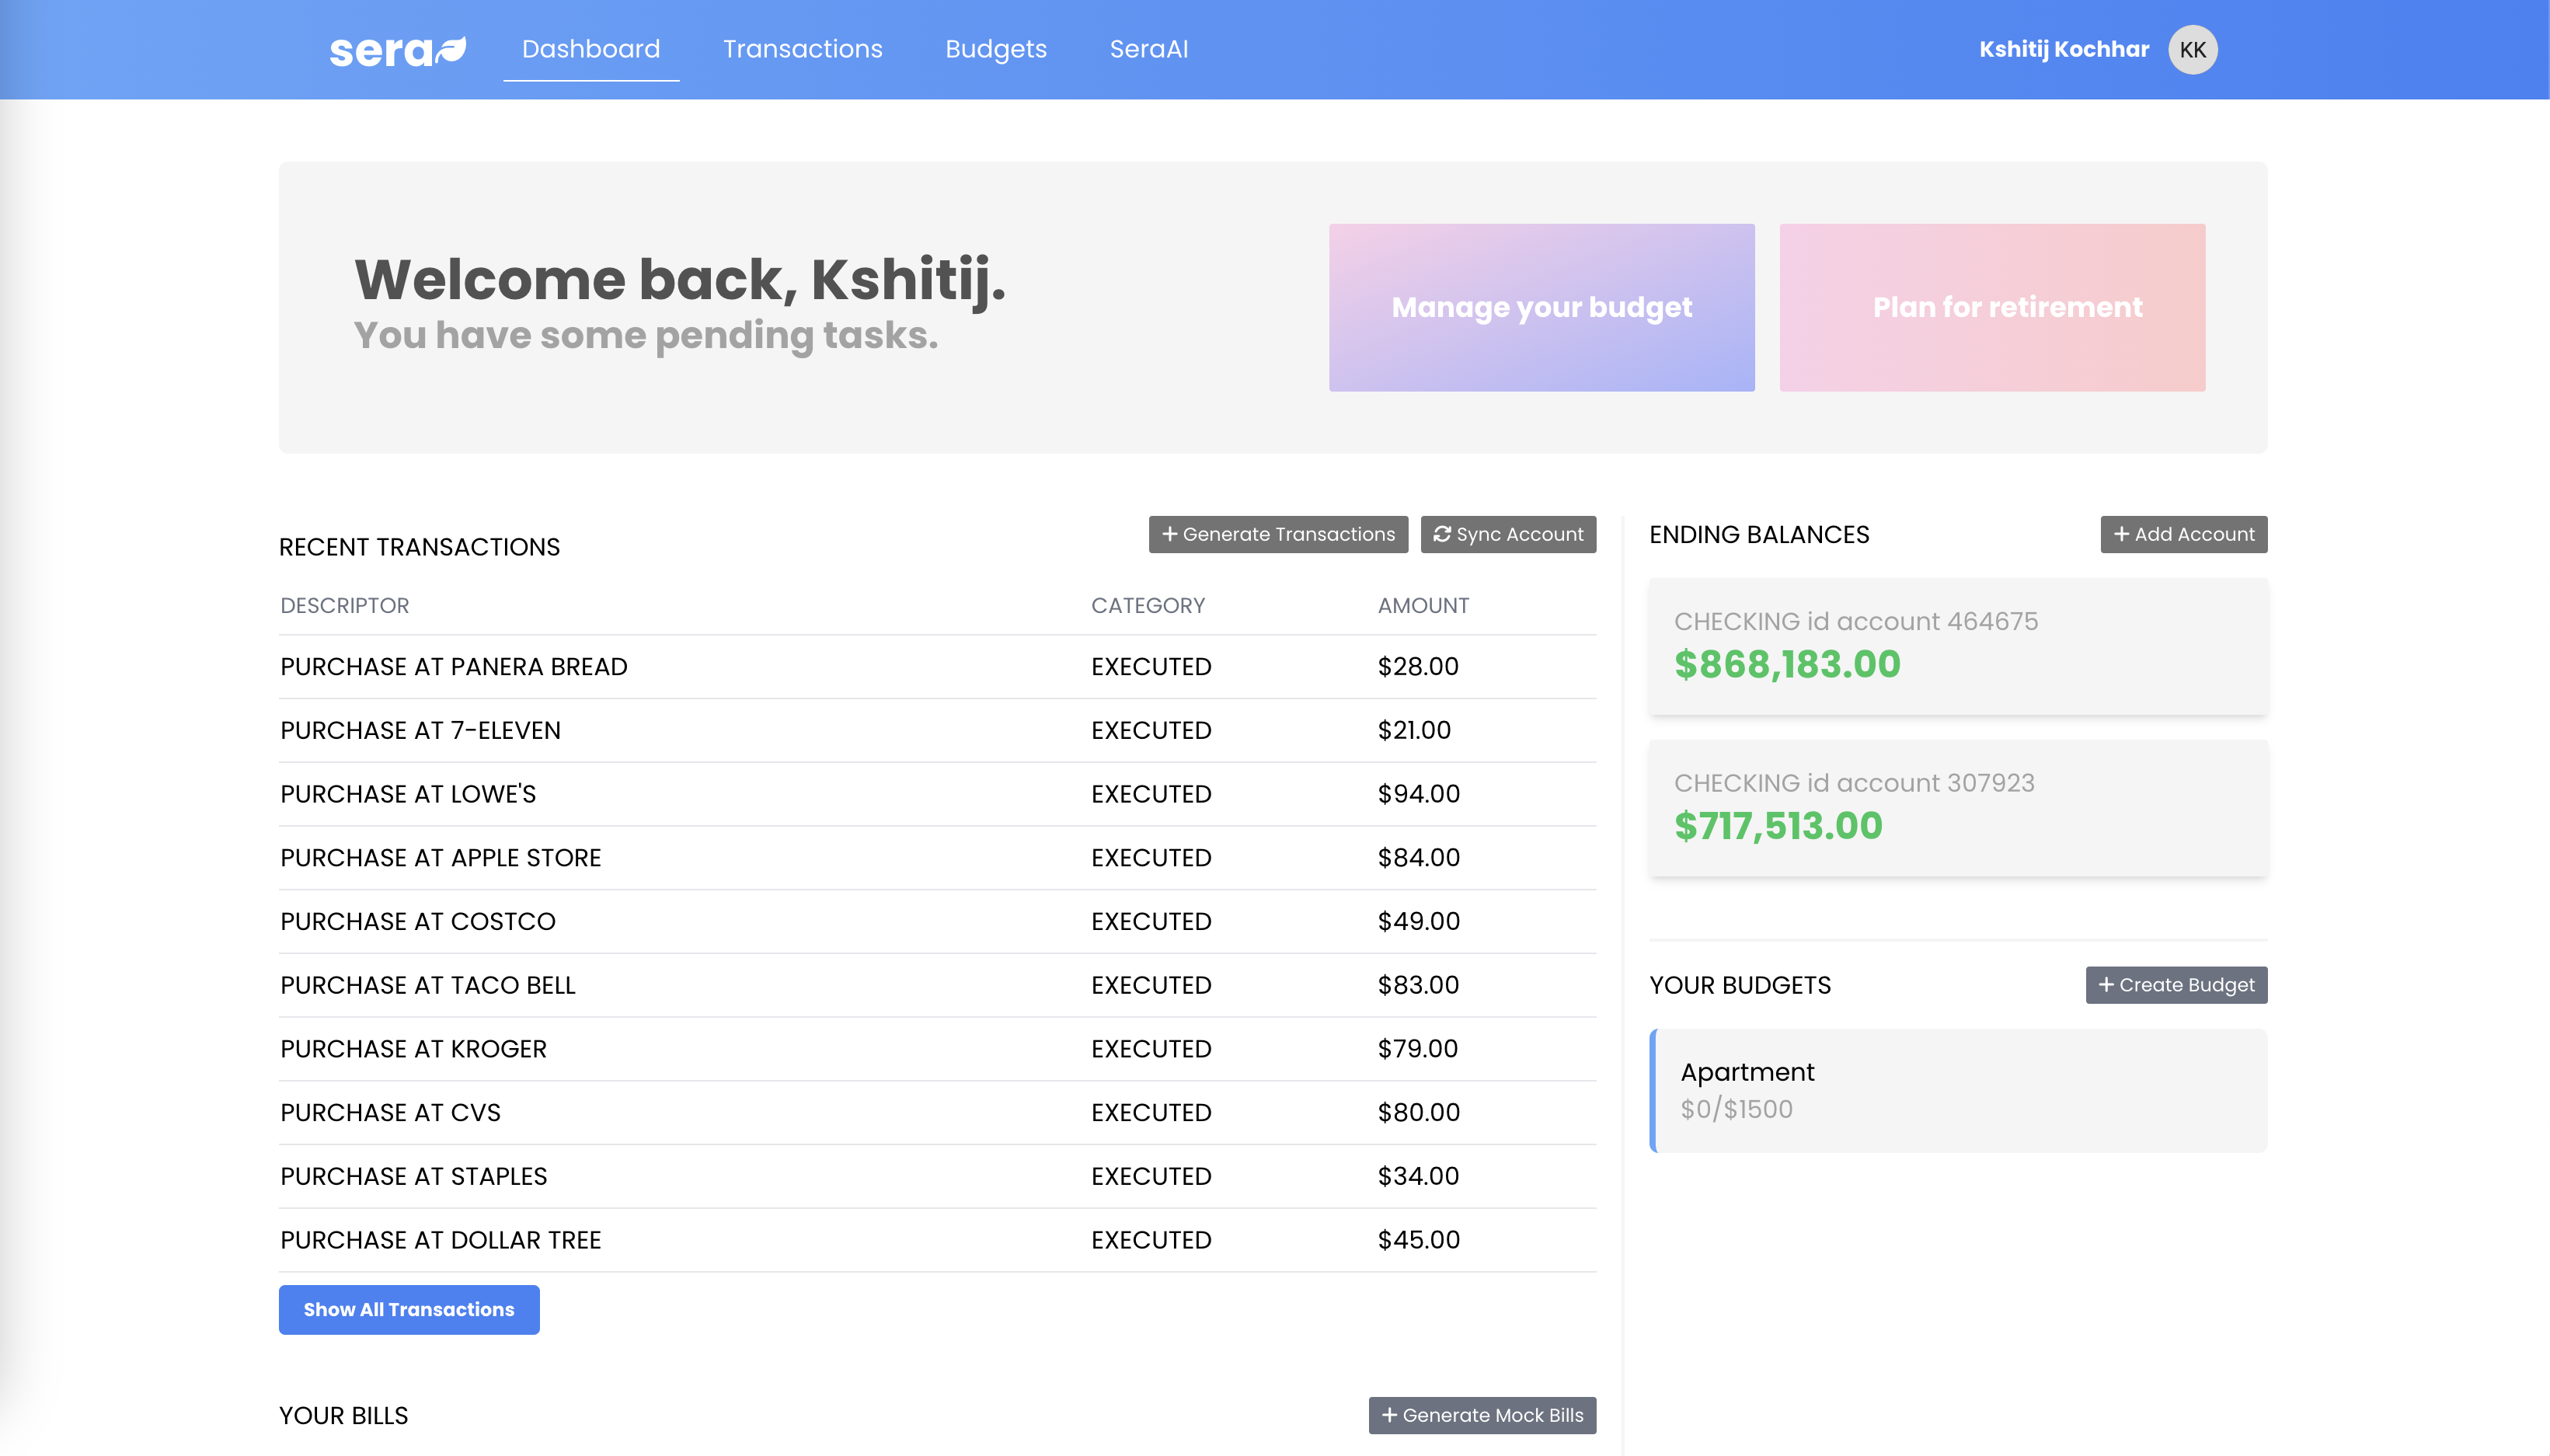 sera
Dashboard Transactions Budgets SeraAI
Kshitij Kochhar KK
Welcome back, Kshitij.
You have some pending tasks.
Manage your budget
Plan for retirement
RECENT TRANSACTIONS
+ Generate Transactions
Sync Account
DESCRIPTOR CATEGORY AMOUNT
PURCHASE AT PANERA BREAD EXECUTED $28.00
PURCHASE AT 7-ELEVEN EXECUTED $21.00
PURCHASE AT LOWE'S EXECUTED $94.00
PURCHASE AT APPLE STORE EXECUTED $84.00
PURCHASE AT COSTCO EXECUTED $49.00
PURCHASE AT TACO BELL EXECUTED $83.00
PURCHASE AT KROGER EXECUTED $79.00
PURCHASE AT CVS EXECUTED $80.00
PURCHASE AT STAPLES EXECUTED $34.00
PURCHASE AT DOLLAR TREE EXECUTED $45.00
Show All Transactions
YOUR BILLS
+ Generate Mock Bills
ENDING BALANCES
+ Add Account
CHECKING id account 464675
$868,183.00
CHECKING id account 307923
$717,513.00
YOUR BUDGETS
+ Create Budget
Apartment
$0/$1500